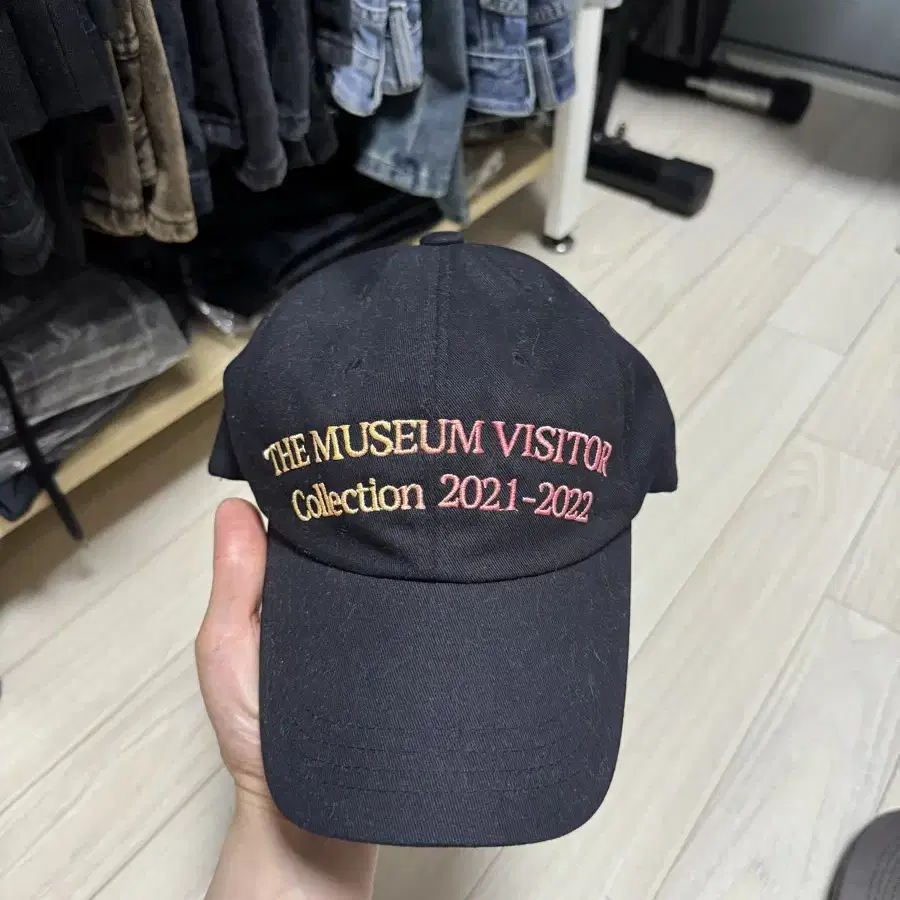 THE MUSEUM VISITOR
Collection 2021-2022